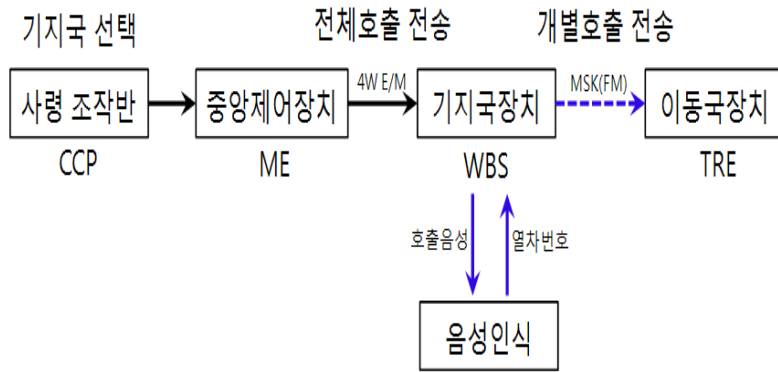 기지국 선택
전체호출 전송
개별호출 전송
사령 조작반
중앙제어장치
4W E/M
기지국장치
MSK(FM)
이동국장치
CCP
ME
WBS
TRE
호출음성
열차번호
음성인식